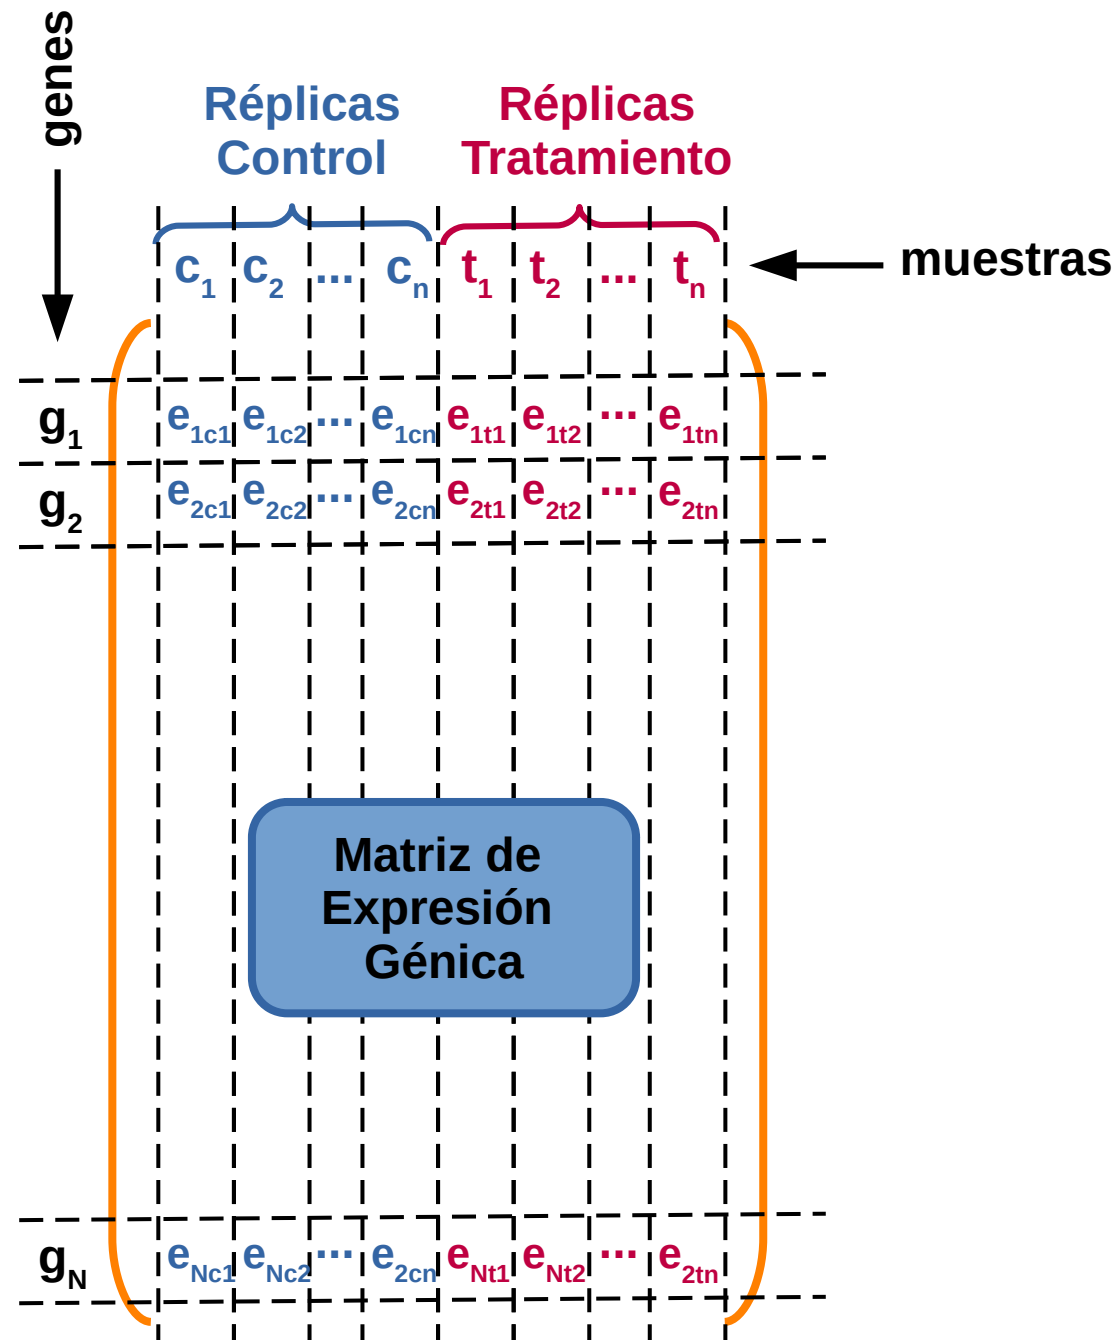 genes
Réplicas Control
Réplicas Tratamiento
c1 c2 ... cn t1 t2 ... tn
muestras
g1 e1c1 e1c2 ... e1cn e1t1 e1t2 ... e1tn
g2 e2c1 e2c2 ... e2cn e2t1 e2t2 ... e2tn
Matriz de
Expresión
Génica
gN eNc1 eNc2 ... e2cn eNt1 eNt2 ... e2tn